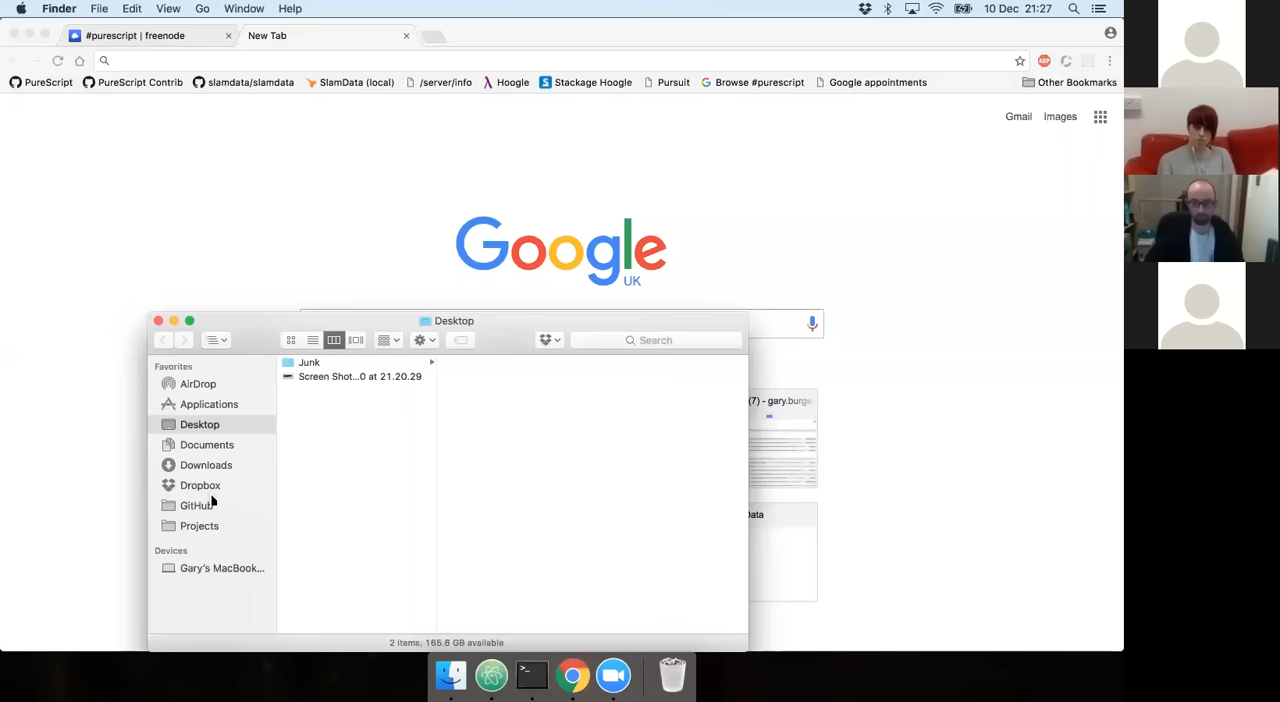 Finder File Edit View Go Window Help 10 Dec 21:27
#purescript | freenode New Tab
PureScript PureScript Contrib slamdata/slamdata SlamData (local) /server/info Hoogle Stackage Hoogle Pursuit Browse #purescript Google appointments Other Bookmarks
Gmail Images
Google
UK
Desktop
Search
Favorites
AirDrop
Applications
Desktop
Documents
Downloads
Dropbox
GitHub
Projects
Devices
Gary's MacBook...
Junk
Screen Shot...0 at 21.20.29
(7) - gary.burge
Data
2 items, 165.6 GB available